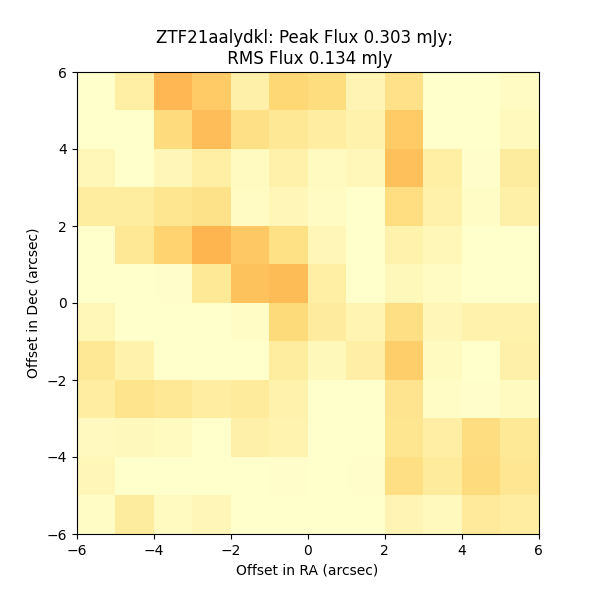 ZTF21aalydkl: Peak Flux 0.303 mJy;
RMS Flux 0.134 mJy
6
4
2
0
−2
−4
−6
Offset in Dec (arcsec)
−6 −4 −2 0 2 4 6
Offset in RA (arcsec)